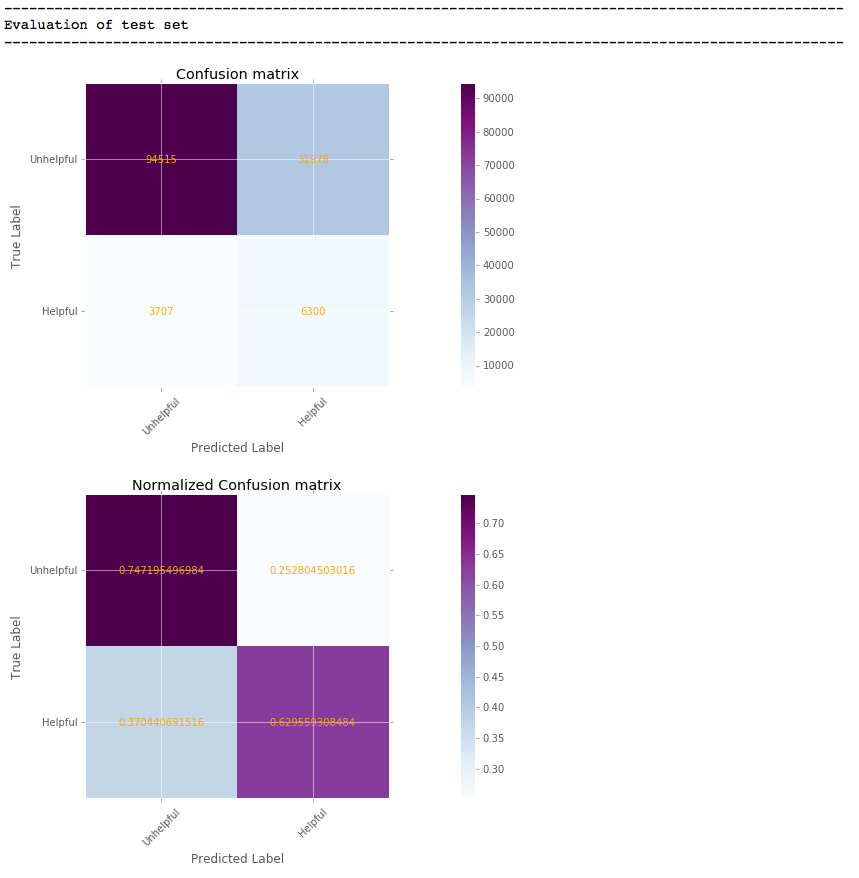 Evaluation of test set
Confusion matrix
Unhelpful
94515
31978
Helpful
3707
6300
Unhelpful
Helpful
True Label
Predicted Label
90000
80000
70000
60000
50000
40000
30000
20000
10000
Normalized Confusion matrix
Unhelpful
0.747195496984
0.252804503016
Helpful
0.370440691516
0.629559308484
Unhelpful
Helpful
True Label
Predicted Label
0.70
0.65
0.60
0.55
0.50
0.45
0.40
0.35
0.30